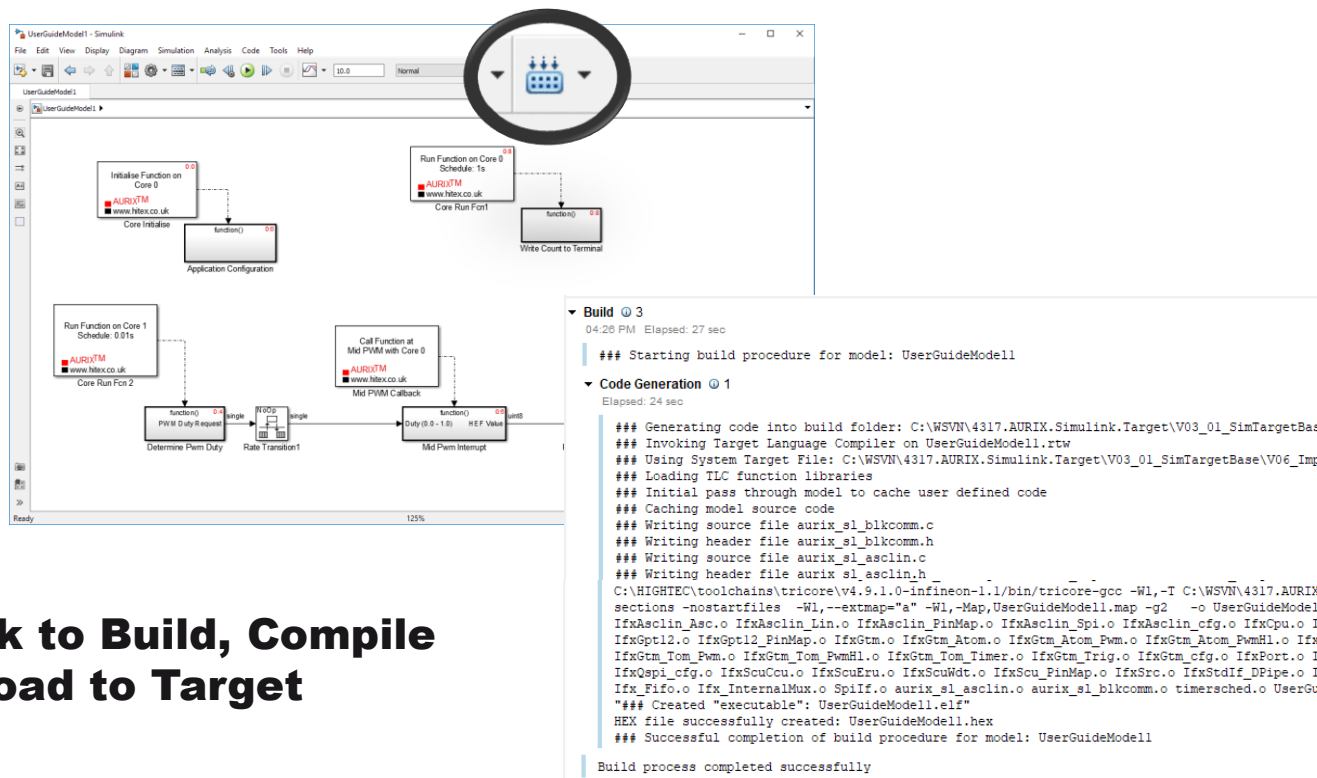 UserGuideModel1 - Simulink
File Edit View Display Diagram Simulation Analysis Code Tools Help
10.0 Normal
UserGuideModel1
UserGuideModel1
Initialise Function on
Core 0
0:0
AURIX™
www.hitex.co.uk
Core Initialise
function() 0:0
Application Configuration
Run Function on Core 0
Schedule: 1s
0:8
AURIX™
www.hitex.co.uk
Core Run Fcn1
function() 0:8
Write Count to Terminal
Run Function on Core 1
Schedule: 0.01s
AURIX™
www.hitex.co.uk
Core Run Fcn 2
function() 0:4
PWM Duty Request
Determine Pwm Duty
single
NoOp
Rate Transition1
single
Call Function at
Mid PWM with Core 0
AURIX™
www.hitex.co.uk
Mid PWM Callback
function() 0:6
Duty (0.0 - 1.0) HEF Value
Mid Pwm Interrupt
uint8
Ready 125%
Build 3
04:26 PM Elapsed: 27 sec
### Starting build procedure for model: UserGuideModel1
Code Generation 1
Elapsed: 24 sec
### Generating code into build folder: C:\WSVN\4317.AURIX.Simulink.Target\V03_01_SimTargetBas
### Invoking Target Language Compiler on UserGuideModel1.rtw
### Using System Target File: C:\WSVN\4317.AURIX.Simulink.Target\V03_01_SimTargetBase\V06_Imp
### Loading TLC function libraries
### Initial pass through model to cache user defined code
### Caching model source code
### Writing source file aurix_sl_blkcomm.c
### Writing header file aurix_sl_blkcomm.h
### Writing source file aurix_sl_asclin.c
### Writing header file aurix_sl_asclin.h
C:\HIGHTEC\toolchains\tricore\v4.9.1.0-infineon-1.1/bin/tricore-gcc -Wl,-T C:\WSVN\4317.AURIX
sections -nostartfiles -Wl,--extmap="a" -Wl,-Map,UserGuideModel1.map -g2 -o UserGuideModel
IfxAsclin_Asc.o IfxAsclin_Lin.o IfxAsclin_PinMap.o IfxAsclin_Spi.o IfxAsclin_cfg.o IfxCpu.o I
IfxGpt12.o IfxGpt12_PinMap.o IfxGtm.o IfxGtm_Atom.o IfxGtm_Atom_Pwm.o IfxGtm_Atom_PwmHl.o Ifx
IfxGtm_Tom_Pwm.o IfxGtm_Tom_PwmHl.o IfxGtm_Tom_Timer.o IfxGtm_Trig.o IfxGtm_cfg.o IfxPort.o I
IfxQspi_cfg.o IfxScuCcu.o IfxScuEru.o IfxScuWdt.o IfxScu_PinMap.o IfxSrc.o IfxStdIf_DPipe.o I
Ifx_Fifo.o Ifx_InternalMux.o SpiIf.o aurix_sl_asclin.o aurix_sl_blkcomm.o timersched.o UserGu
"### Created "executable": UserGuideModel1.elf"
HEX file successfully created: UserGuideModel1.hex
### Successful completion of build procedure for model: UserGuideModel1
Build process completed successfully
k to Build, Compile
oad to Target